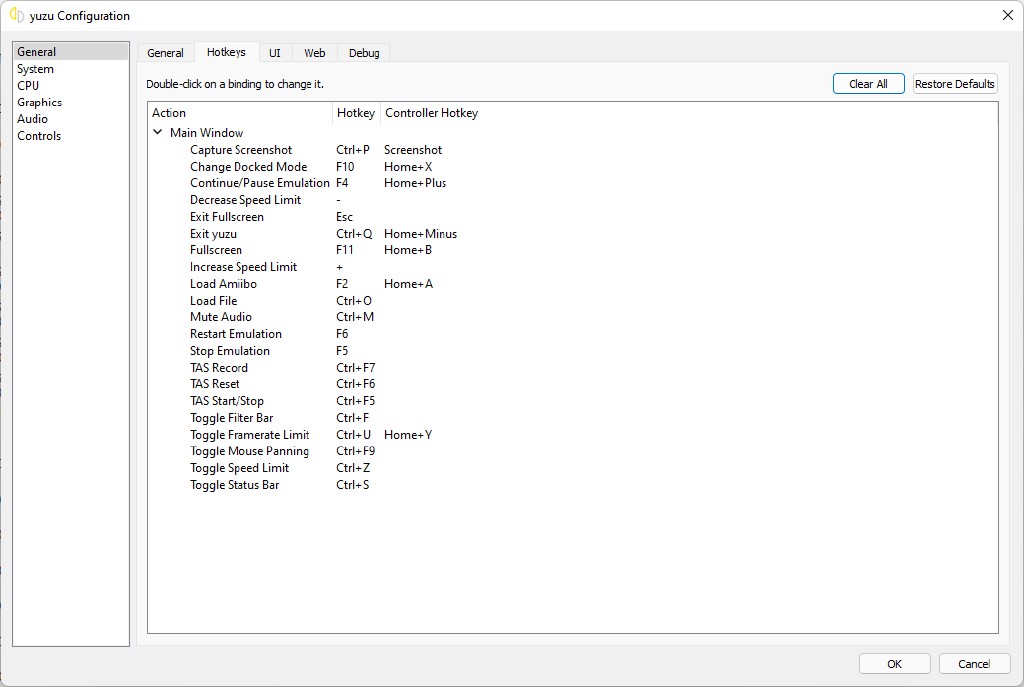 yuzu Configuration
General
System
CPU
Graphics
Audio
Controls
General Hotkeys UI Web Debug
Double-click on a binding to change it. Clear All Restore Defaults
Action Hotkey Controller Hotkey
Main Window
Capture Screenshot Ctrl+P Screenshot
Change Docked Mode F10 Home+X
Continue/Pause Emulation F4 Home+Plus
Decrease Speed Limit -
Exit Fullscreen Esc
Exit yuzu Ctrl+Q Home+Minus
Fullscreen F11 Home+B
Increase Speed Limit +
Load Amiibo F2 Home+A
Load File Ctrl+O
Mute Audio Ctrl+M
Restart Emulation F6
Stop Emulation F5
TAS Record Ctrl+F7
TAS Reset Ctrl+F6
TAS Start/Stop Ctrl+F5
Toggle Filter Bar Ctrl+F
Toggle Framerate Limit Ctrl+U Home+Y
Toggle Mouse Panning Ctrl+F9
Toggle Speed Limit Ctrl+Z
Toggle Status Bar Ctrl+S
OK Cancel